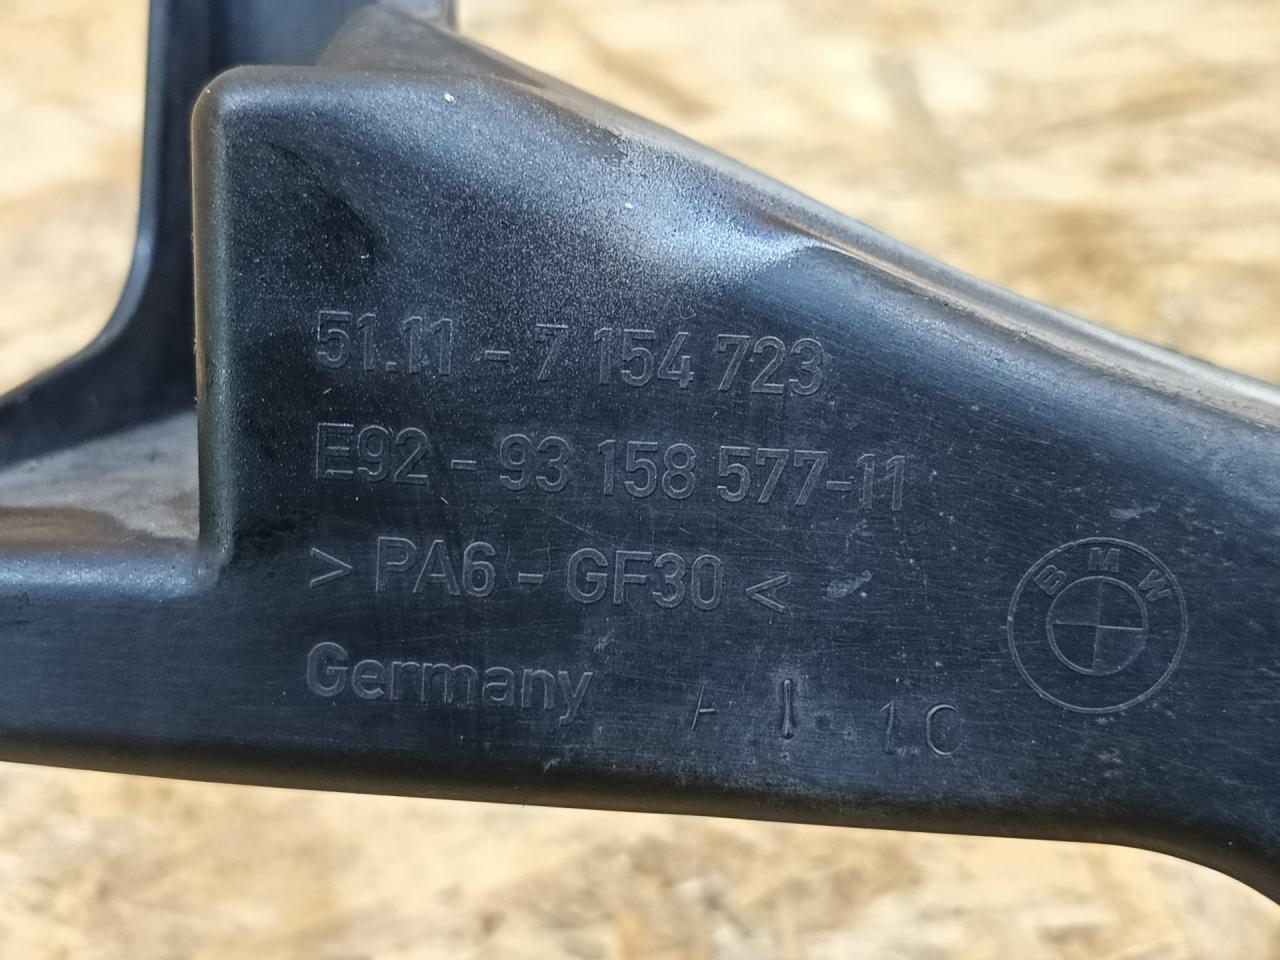 51.11 - 7 154 723
E92 - 93 158 577-11
> PA6 - GF30 <
Germany
BMW